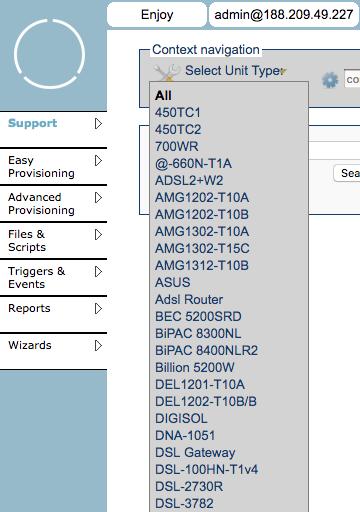 Enjoy
admin@188.209.49.227
Context navigation
Select Unit Type:
co
Support
Easy
Provisioning
Advanced
Provisioning
Files &
Scripts
Triggers &
Events
Reports
Wizards
All
450TC1
450TC2
700WR
@-660N-T1A
ADSL2+W2
AMG1202-T10A
AMG1202-T10B
AMG1302-T10A
AMG1302-T15C
AMG1312-T10B
ASUS
Adsl Router
BEC 5200SRD
BiPAC 8300NL
BiPAC 8400NLR2
Billion 5200W
DEL1201-T10A
DEL1202-T10B/B
DIGISOL
DNA-1051
DSL Gateway
DSL-100HN-T1v4
DSL-2730R
DSL-3782
Sea